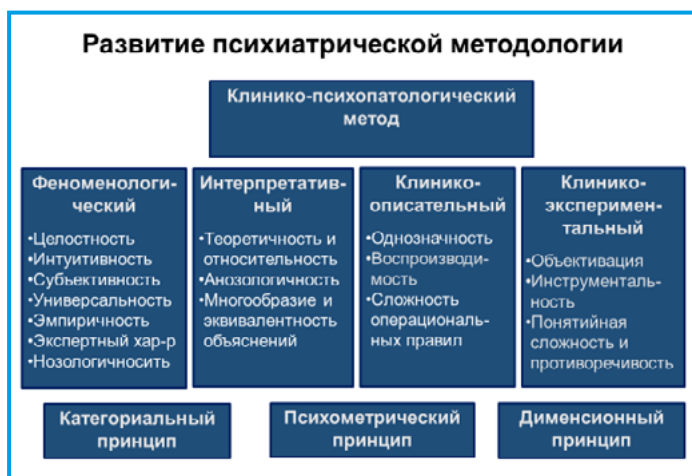 Развитие психиатрической методологии
Клинико-психопатологический
метод
Феноменологи-
ческий
•Целостность
•Интуитивность
•Субъективность
•Универсальность
•Эмпиричность
•Экспертный хар-р
•Нозологичносить
Интерпретатив-
ный
•Теоретичность и
относительность
•Анозологичность
•Многообразие и
эквивалентность
объяснений
Клинико-
описательный
•Однозначность
•Воспроизводи-
мость
•Сложность
операциональ-
ных правил
Клинико-
эксперимен-
тальный
•Объективация
•Инструменталь-
ность
•Понятийная
сложность и
противоречивость
Категориальный
принцип
Психометрический
принцип
Дименсионный
принцип